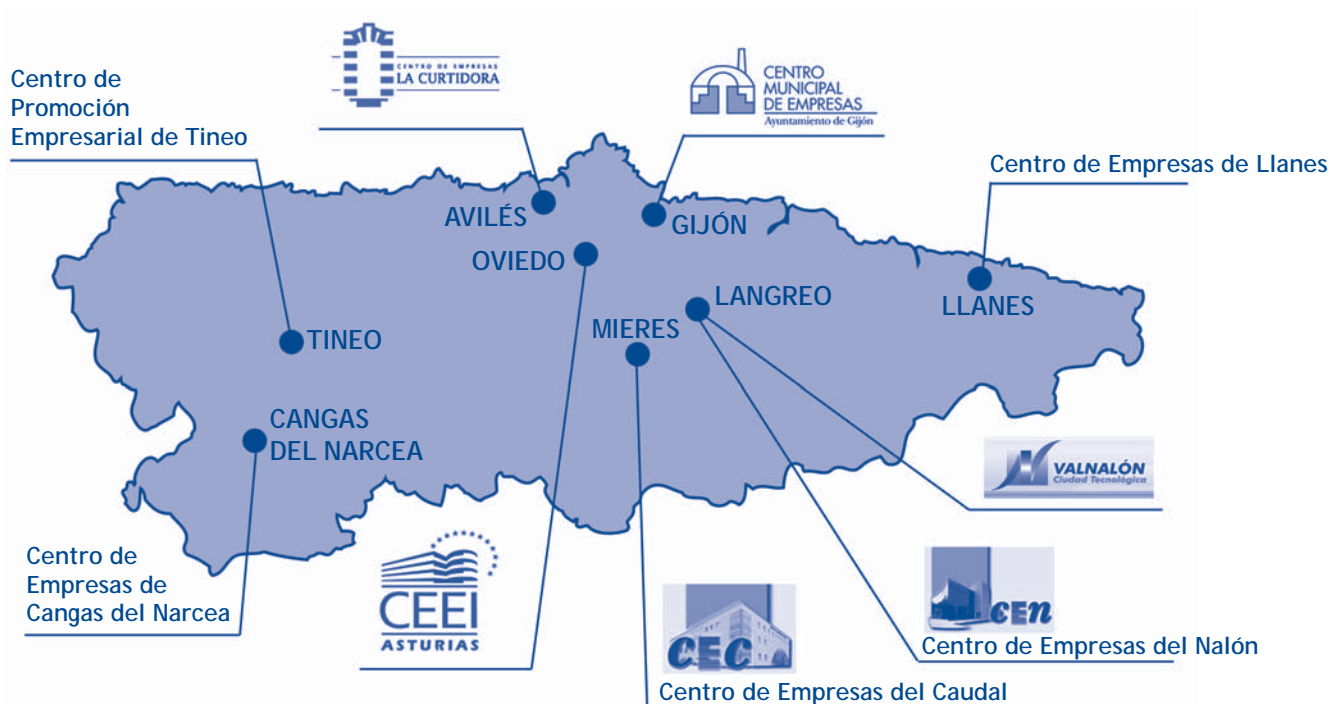 Centro de
Promoción
Empresarial de Tineo
CENTRO DE EMPRESAS
LA CURTIDORA
CENTRO
MUNICIPAL
DE EMPRESAS
Ayuntamiento de Gijón
Centro de Empresas de Llanes
AVILÉS
GIJÓN
OVIEDO
LANGREO
LLANES
MIERES
TINEO
CANGAS
DEL NARCEA
VALNALÓN
Ciudad Tecnológica
Centro de
Empresas de
Cangas del Narcea
CEEI
ASTURIAS
CEC
Centro de Empresas del Caudal
CEn
Centro de Empresas del Nalón